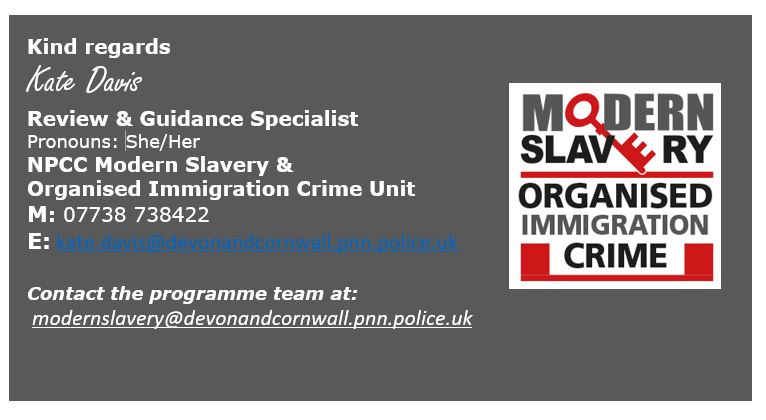 Kind regards
Kate Davis
Review & Guidance Specialist
Pronouns: She/Her
NPCC Modern Slavery &
Organised Immigration Crime Unit
M: 07738 738422
E: kate.davis@devonandcornwall.pnn.police.uk
Contact the programme team at:
modernslavery@devonandcornwall.pnn.police.uk
MODERN
SLAVERY
ORGANISED
IMMIGRATION
CRIME